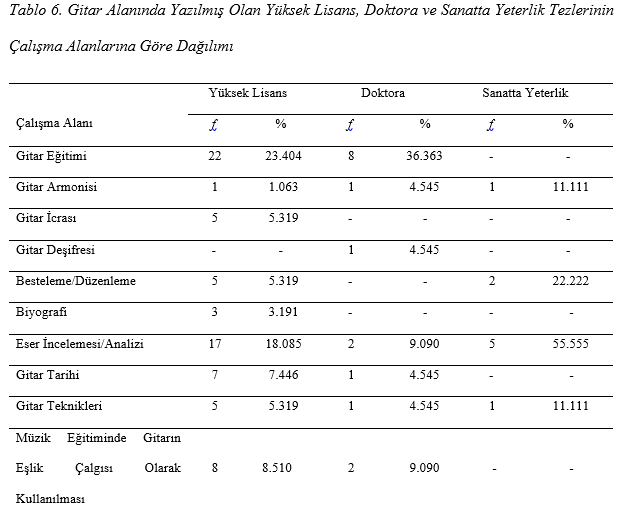 Tablo 6. Gitar Alanında Yazılmış Olan Yüksek Lisans, Doktora ve Sanatta Yeterlik Tezlerinin
Çalışma Alanlarına Göre Dağılımı
Yüksek Lisans Doktora Sanatta Yeterlik
Çalışma Alanı f % f % f %
Gitar Eğitimi 22 23.404 8 36.363 - -
Gitar Armonisi 1 1.063 1 4.545 1 11.111
Gitar İcrası 5 5.319 - - - -
Gitar Deşifresi - - 1 4.545 - -
Besteleme/Düzenleme 5 5.319 - - 2 22.222
Biyografi 3 3.191 - - - -
Eser İncelemesi/Analizi 17 18.085 2 9.090 5 55.555
Gitar Tarihi 7 7.446 1 4.545 - -
Gitar Teknikleri 5 5.319 1 4.545 1 11.111
Müzik Eğitiminde Gitarın
Eşlik Çalgısı Olarak 8 8.510 2 9.090 - -
Kullanılması